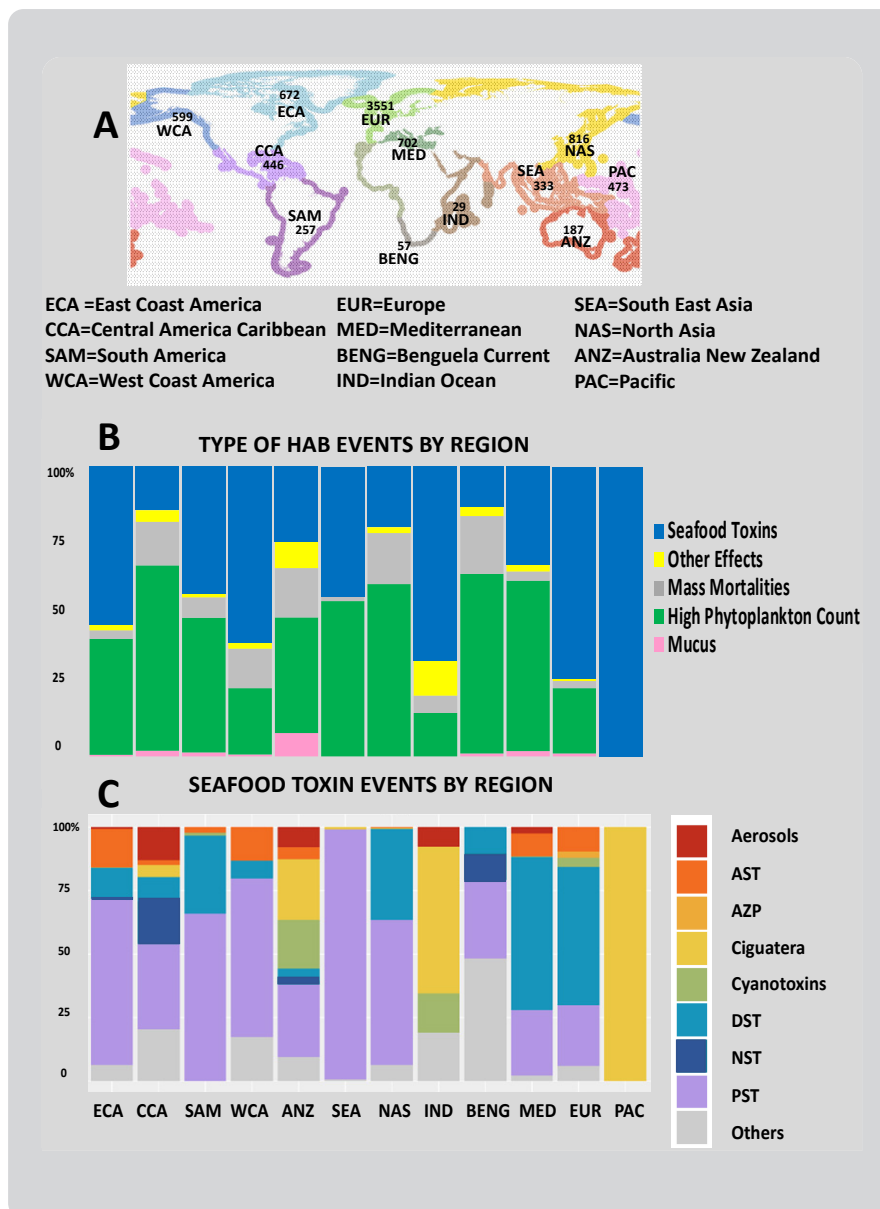 A
672
ECA
599
WCA
3551
EUR
702
MED
816
NAS
CCA
446
SEA
333
PAC
473
SAM
257
29
IND
187
ANZ
57
BENG
ECA =East Coast America
CCA=Central America Caribbean
SAM=South America
WCA=West Coast America
EUR=Europe
MED=Mediterranean
BENG=Benguela Current
IND=Indian Ocean
SEA=South East Asia
NAS=North Asia
ANZ=Australia New Zealand
PAC=Pacific
B
TYPE OF HAB EVENTS BY REGION
100%
75
50
25
0
Seafood Toxins
Other Effects
Mass Mortalities
High Phytoplankton Count
Mucus
C
SEAFOOD TOXIN EVENTS BY REGION
100%
75
50
25
0
ECA CCA SAM WCA ANZ SEA NAS IND BENG MED EUR PAC
Aerosols
AST
AZP
Ciguatera
Cyanotoxins
DST
NST
PST
Others